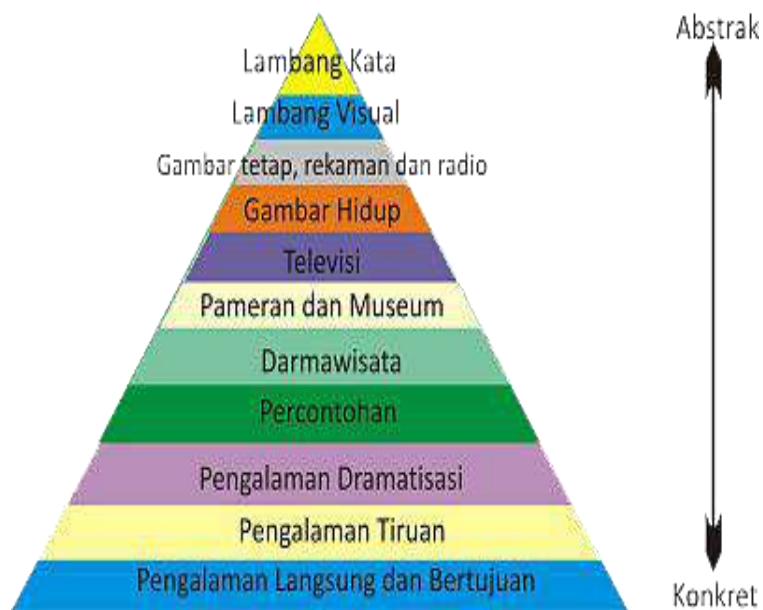 Abstrak
Lambang Kata
Lambang Visual
Gambar tetap, rekaman dan radio
Gambar Hidup
Televisi
Pameran dan Museum
Darmawisata
Percontohan
Pengalaman Dramatisasi
Pengalaman Tiruan
Pengalaman Langsung dan Bertujuan
Konkret